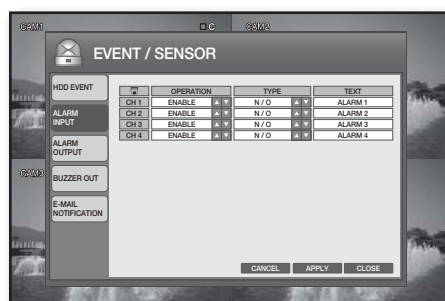 CAM1 C CAM2
EVENT / SENSOR
HDD EVENT
ALARM
INPUT
ALARM
OUTPUT
BUZZER OUT
E-MAIL
NOTIFICATION
OPERATION TYPE TEXT
CH 1 ENABLE N / O ALARM 1
CH 2 ENABLE N / O ALARM 2
CH 3 ENABLE N / O ALARM 3
CH 4 ENABLE N / O ALARM 4
CAM3
CANCEL APPLY CLOSE